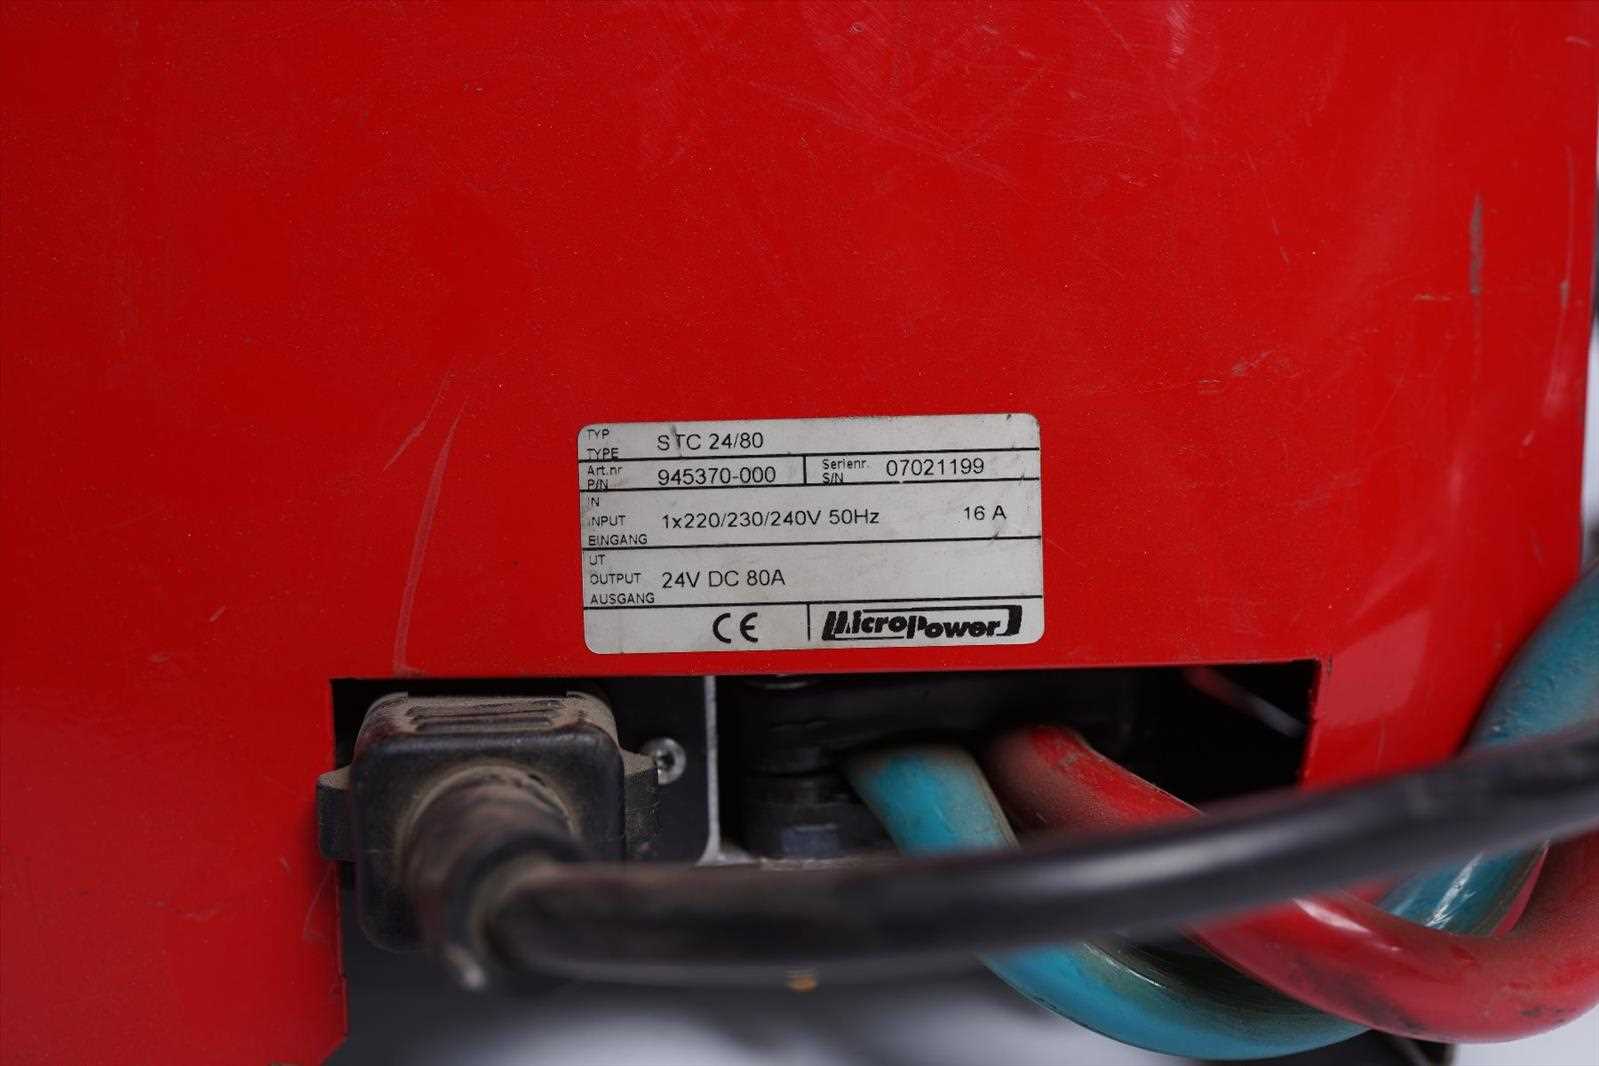 TYP
TYPE STC 24/80
Art.nr
P/N 945370-000 Serienr.
S/N 07021199
IN
INPUT 1x220/230/240V 50Hz 16 A
EINGANG
UT
OUTPUT 24V DC 80A
AUSGANG
CE MicroPower